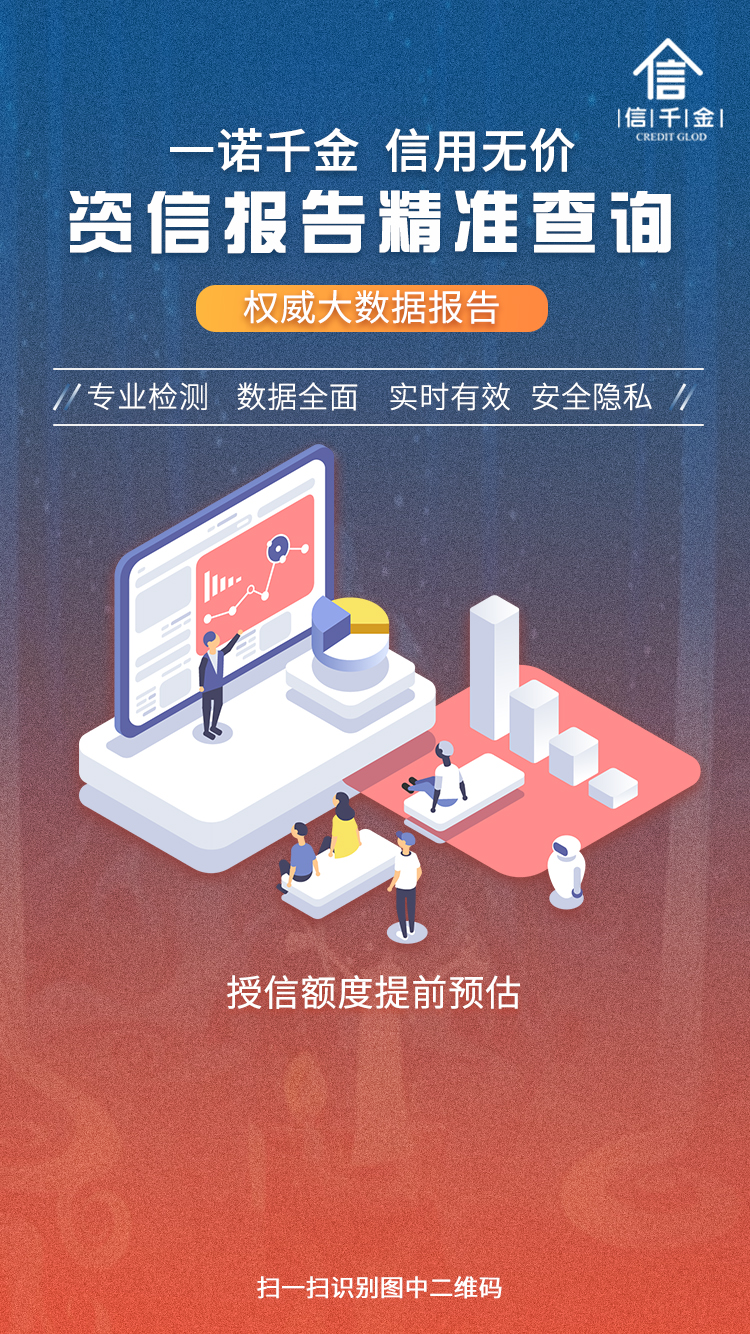 信
|信|千|金|
CREDIT GLOD
一诺千金 信用无价
资信报告精准查询
权威大数据报告
专业检测 数据全面 实时有效 安全隐私
授信额度提前预估
扫一扫识别图中二维码